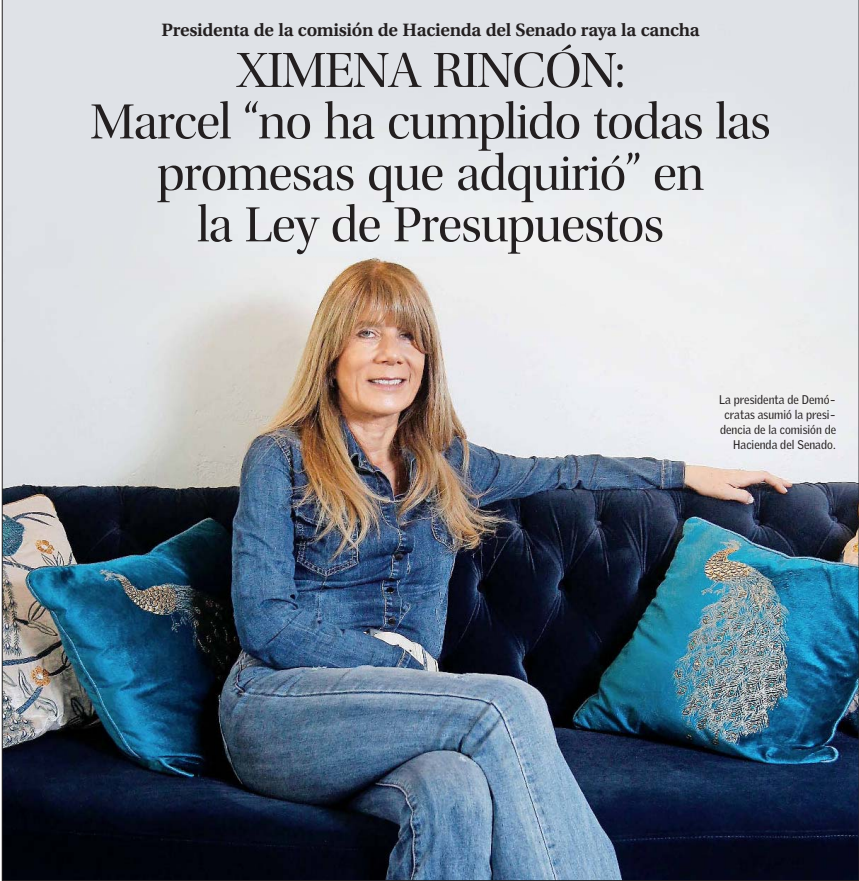 Presidenta de la comisión de Hacienda del Senado raya la cancha
XIMENA RINCÓN:
Marcel “no ha cumplido todas las
promesas que adquirió” en
la Ley de Presupuestos
La presidenta de Demó-
cratas asumió la presi-
dencia de la comisión de
Hacienda del Senado.